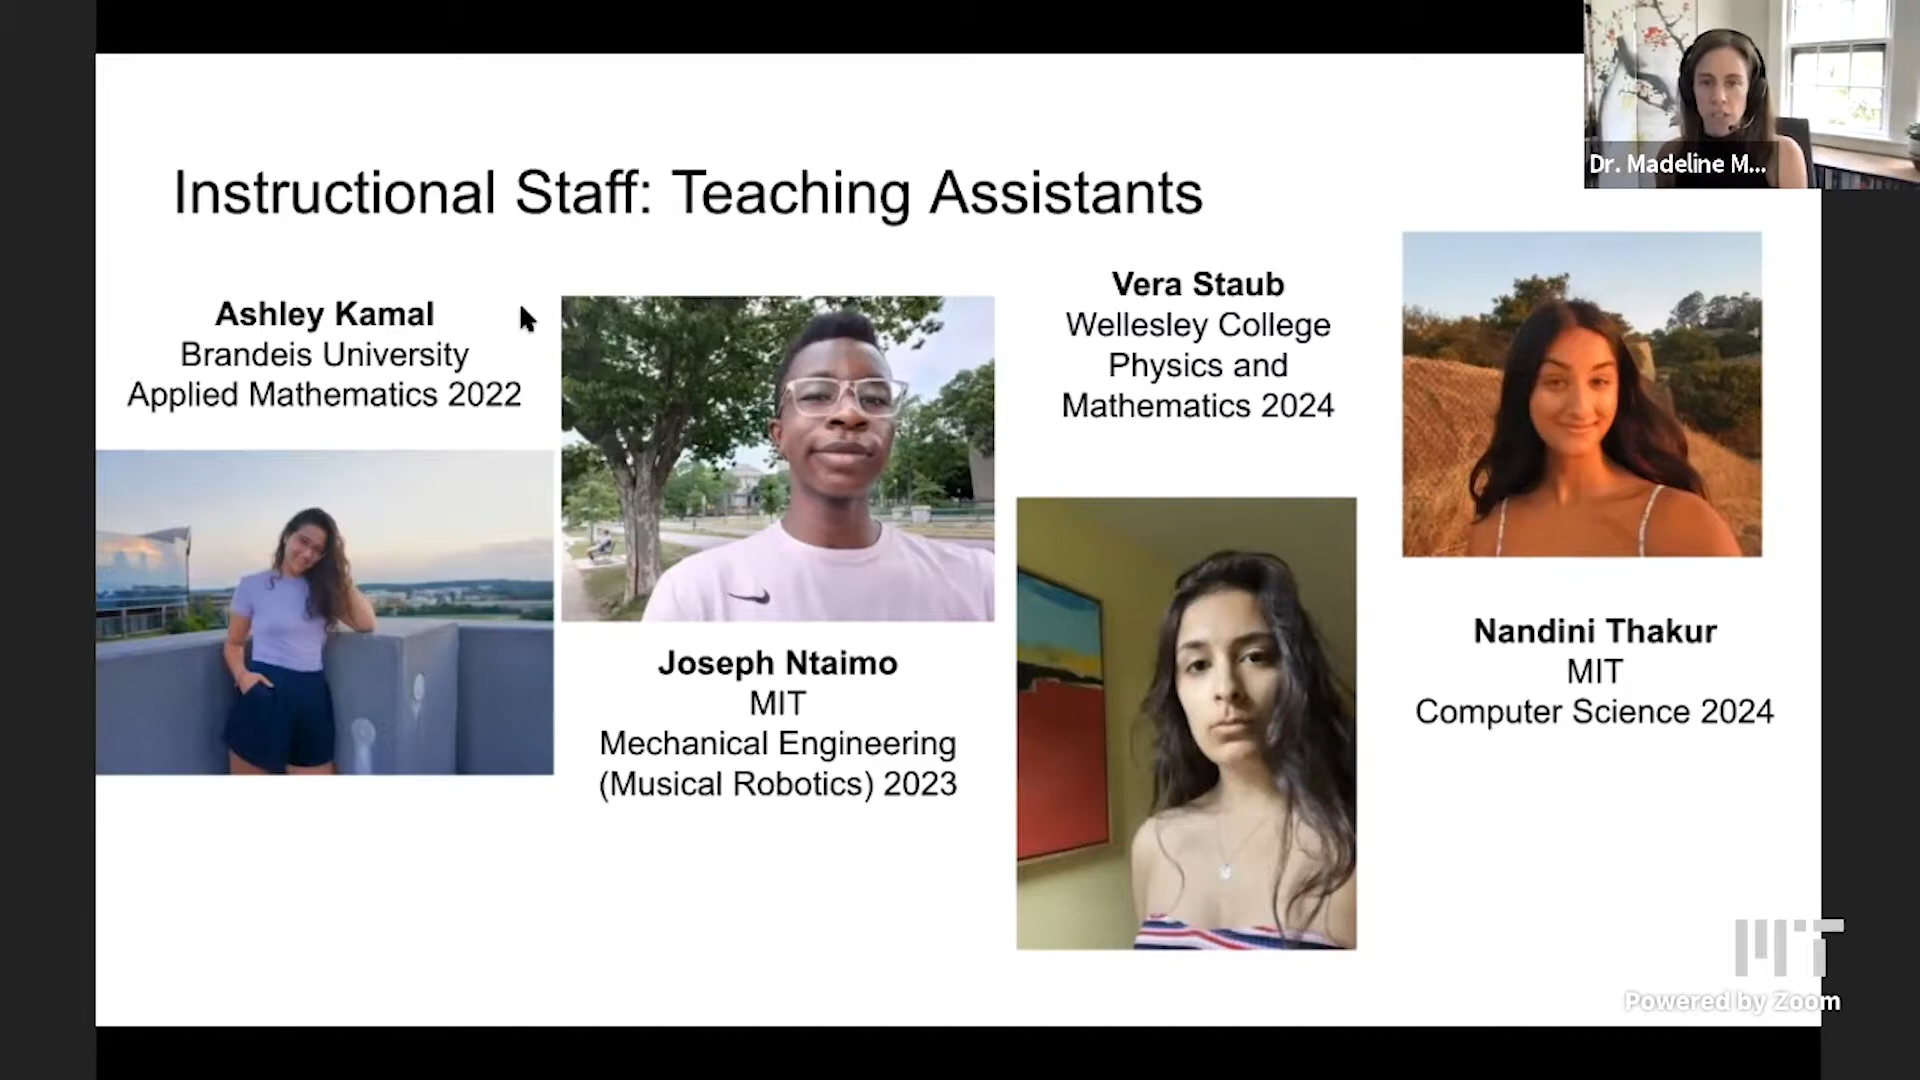 Dr. Madeline M...
Instructional Staff: Teaching Assistants
Ashley Kamal
Brandeis University
Applied Mathematics 2022
Joseph Ntaimo
MIT
Mechanical Engineering
(Musical Robotics) 2023
Vera Staub
Wellesley College
Physics and
Mathematics 2024
Nandini Thakur
MIT
Computer Science 2024
MIT
Powered by Zoom